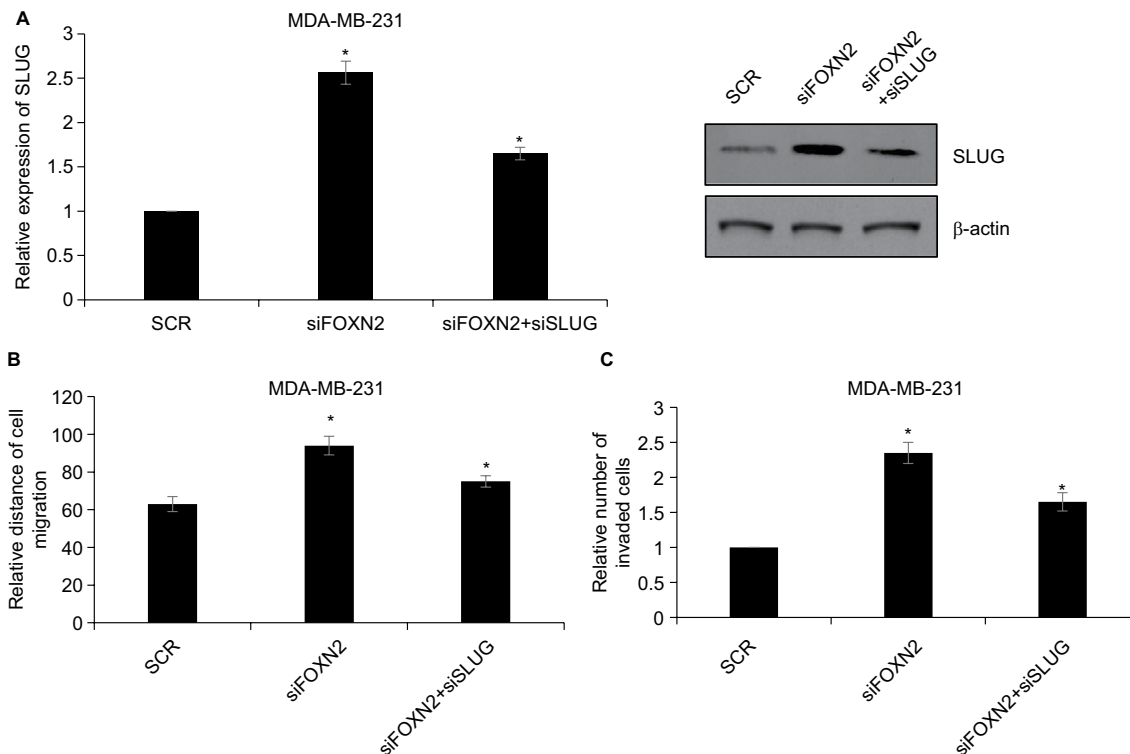 A
MDA-MB-231
Relative expression of SLUG
3
2.5
2
1.5
1
0.5
0
*
*
SCR
siFOXN2
siFOXN2+siSLUG
SCR
siFOXN2
siFOXN2
+siSLUG
SLUG
β-actin
B
MDA-MB-231
Relative distance of cell
migration
120
100
80
60
40
20
0
*
*
SCR
siFOXN2
siFOXN2+siSLUG
C
MDA-MB-231
Relative number of
invaded cells
3
2.5
2
1.5
1
0.5
0
*
*
SCR
siFOXN2
siFOXN2+siSLUG